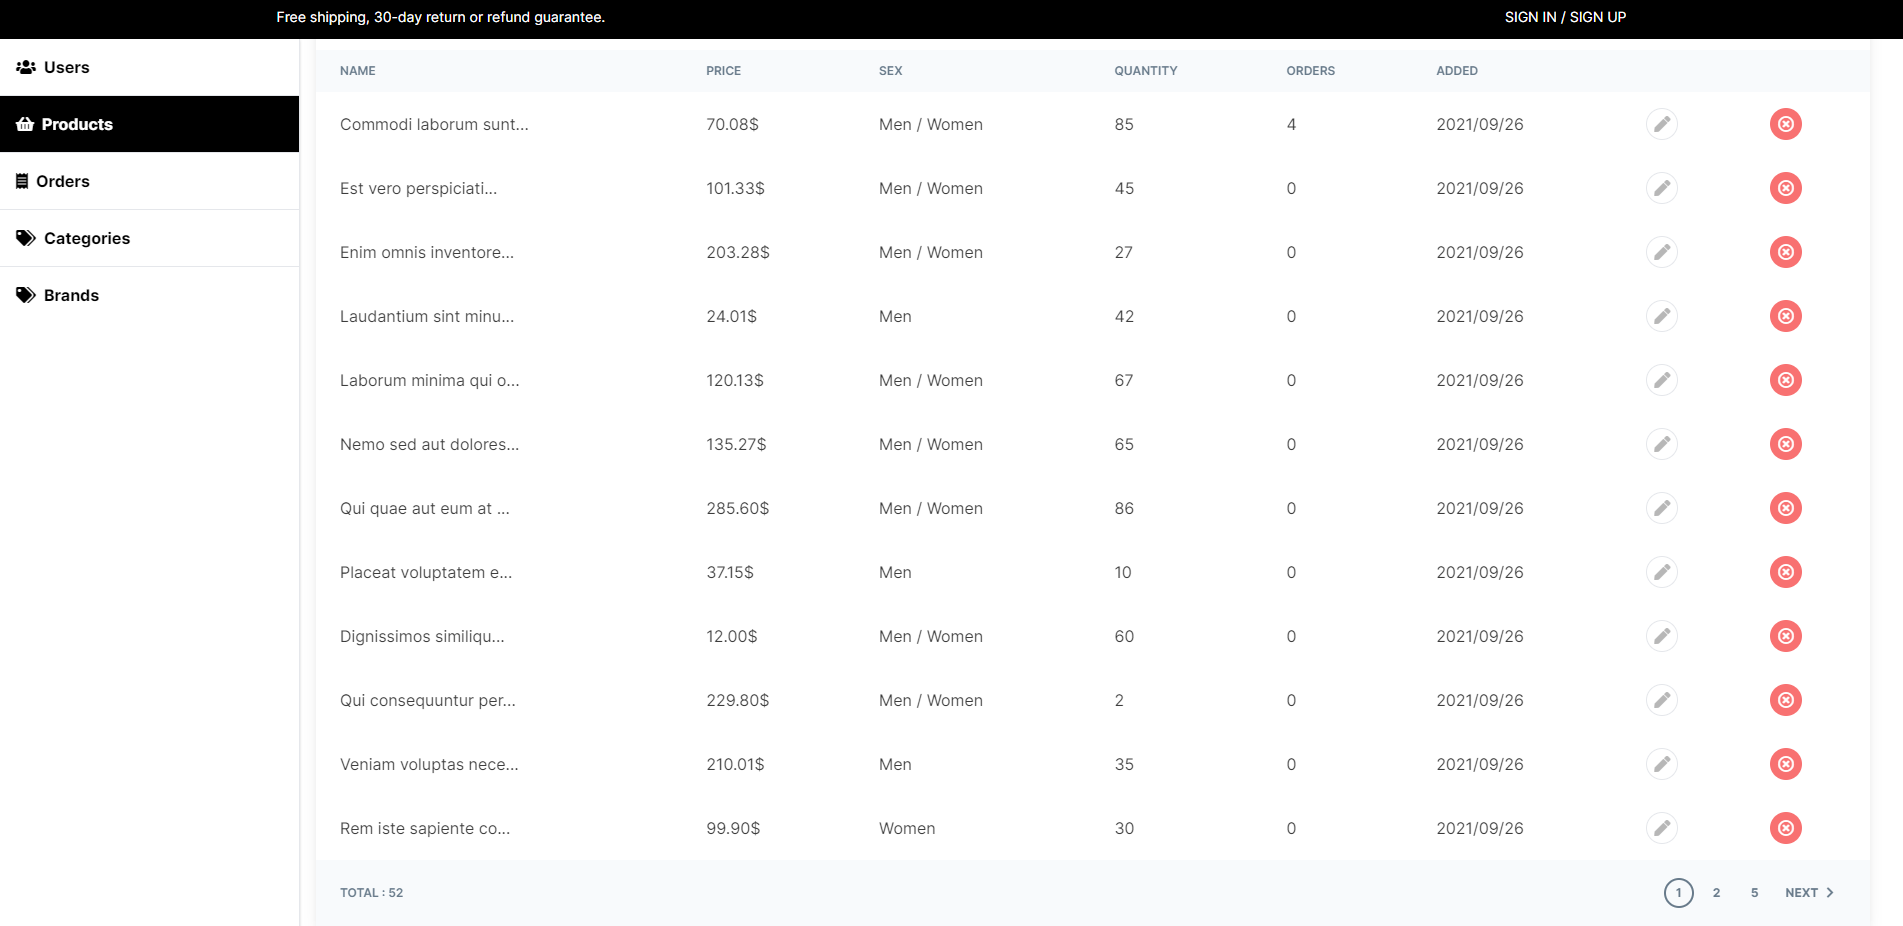 Free shipping, 30-day return or refund guarantee. SIGN IN / SIGN UP
Users
Products
Orders
Categories
Brands
NAME PRICE SEX QUANTITY ORDERS ADDED
Commodi laborum sunt... 70.08$ Men / Women 85 4 2021/09/26
Est vero perspiciati... 101.33$ Men / Women 45 0 2021/09/26
Enim omnis inventore... 203.28$ Men / Women 27 0 2021/09/26
Laudantium sint minu... 24.01$ Men 42 0 2021/09/26
Laborum minima qui o... 120.13$ Men / Women 67 0 2021/09/26
Nemo sed aut dolores... 135.27$ Men / Women 65 0 2021/09/26
Qui quae aut eum at ... 285.60$ Men / Women 86 0 2021/09/26
Placeat voluptatem e... 37.15$ Men 10 0 2021/09/26
Dignissimos similiqu... 12.00$ Men / Women 60 0 2021/09/26
Qui consequuntur per... 229.80$ Men / Women 2 0 2021/09/26
Veniam voluptas nece... 210.01$ Men 35 0 2021/09/26
Rem iste sapiente co... 99.90$ Women 30 0 2021/09/26
TOTAL : 52 1 2 5 NEXT